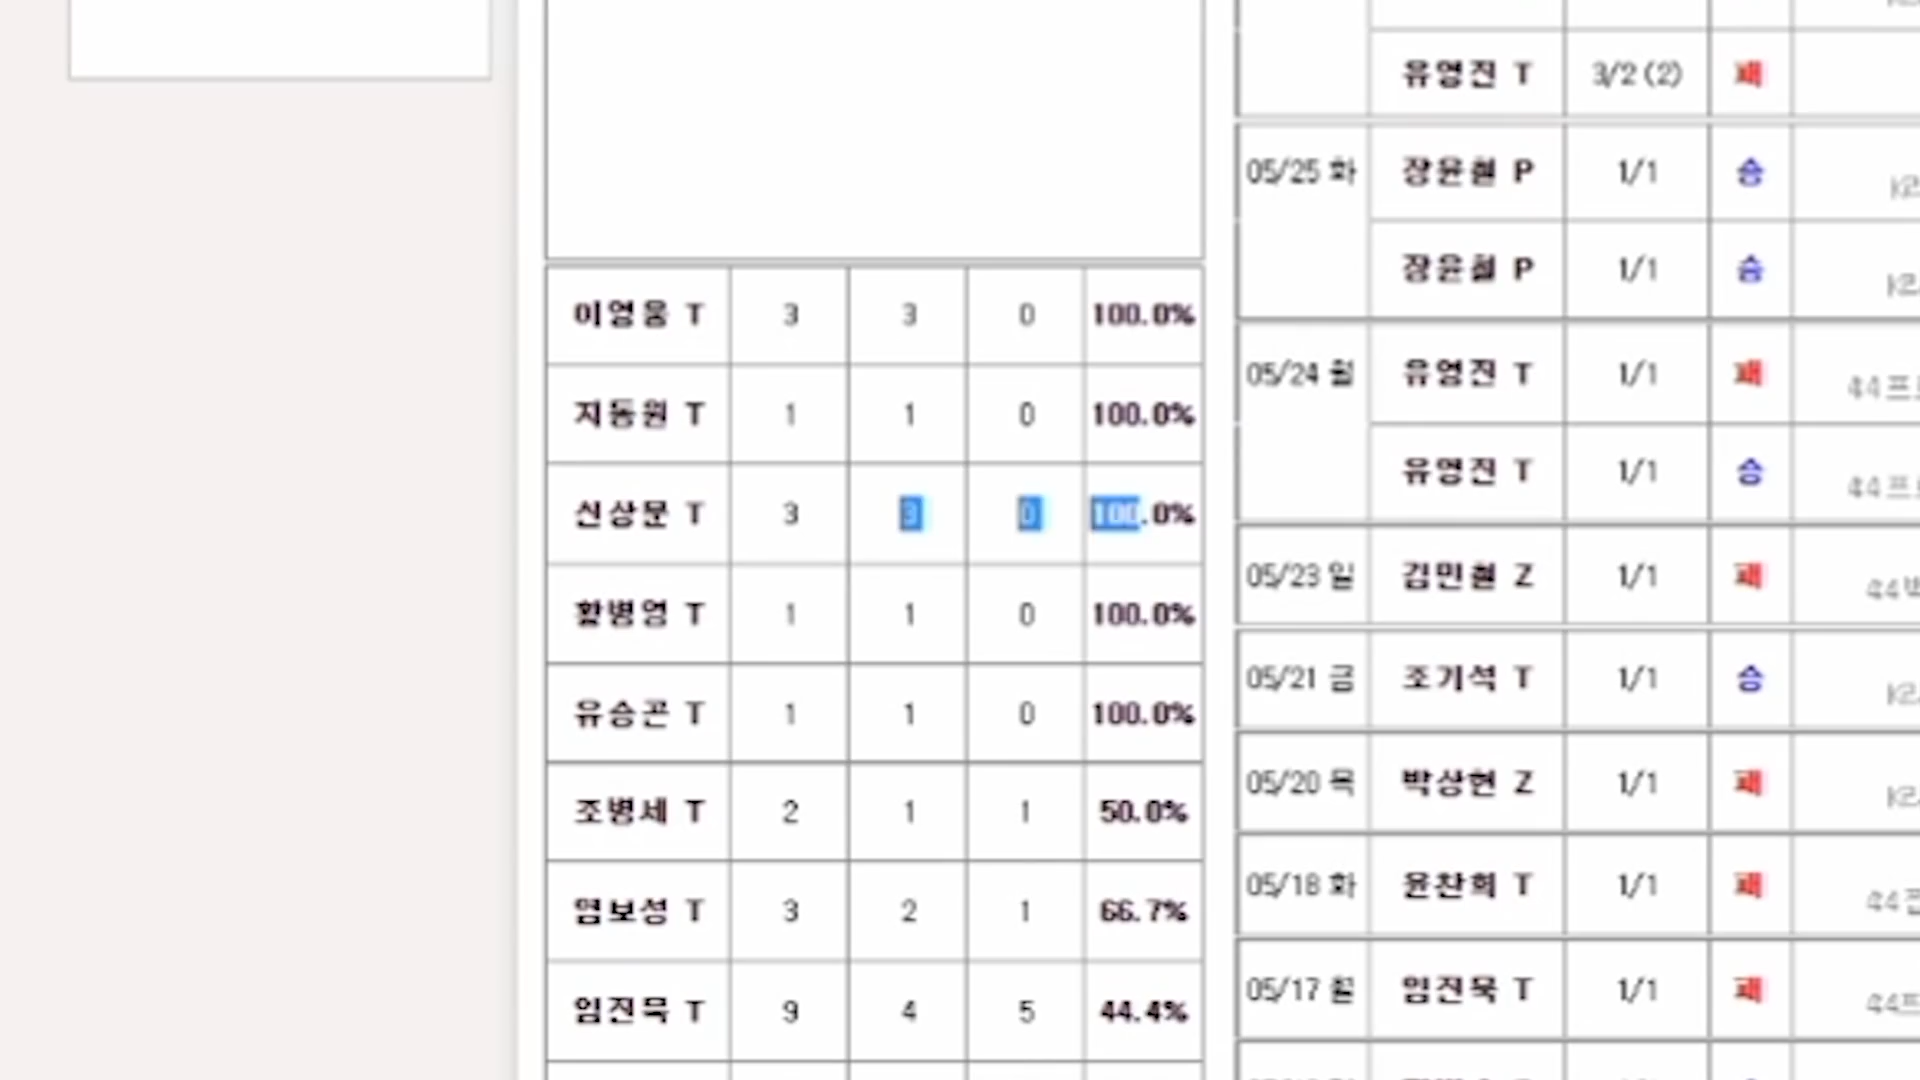 이영웅 T 3 3 0 100.0%
지동원 T 1 1 0 100.0%
신상문 T 3 3 0 100.0%
황병영 T 1 1 0 100.0%
유승곤 T 1 1 0 100.0%
조병세 T 2 1 1 50.0%
염보성 T 3 2 1 66.7%
임진묵 T 9 4 5 44.4%
유영진 T 3/2 (2) 패
05/25 화 장윤철 P 1/1 승
장윤철 P 1/1 승
05/24 월 유영진 T 1/1 패 44
유영진 T 1/1 승 44
05/23 일 김민철 Z 1/1 패 44
05/21 금 조기석 T 1/1 승
05/20 목 박상현 Z 1/1 패
05/18 화 윤찬희 T 1/1 패 44
05/17 월 임진묵 T 1/1 패 44